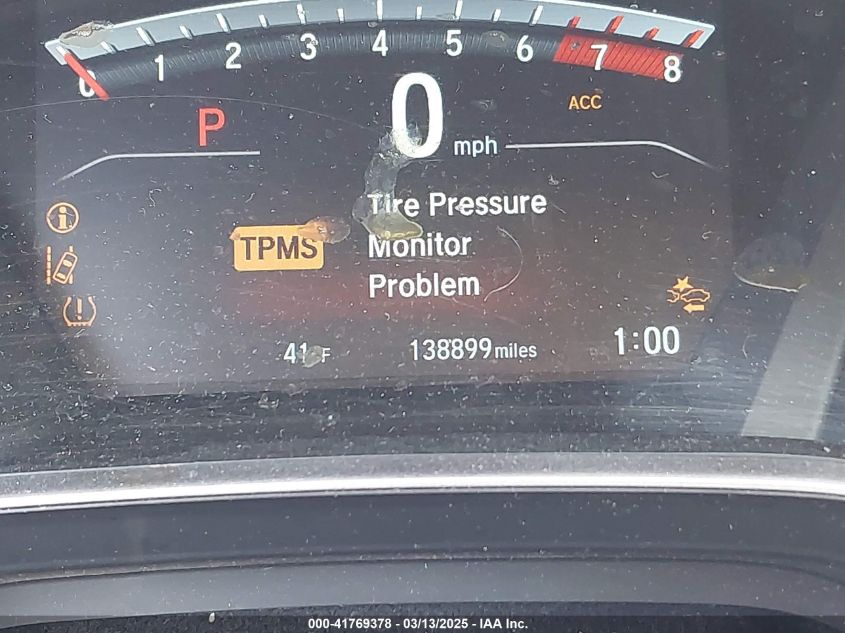 0 1 2 3 4 5 6 7 8
P
0 mph
ACC
TPMS
Tire Pressure
Monitor
Problem
41 F
138899 miles
1:00
000-41769378 - 03/13/2025 - IAA Inc.